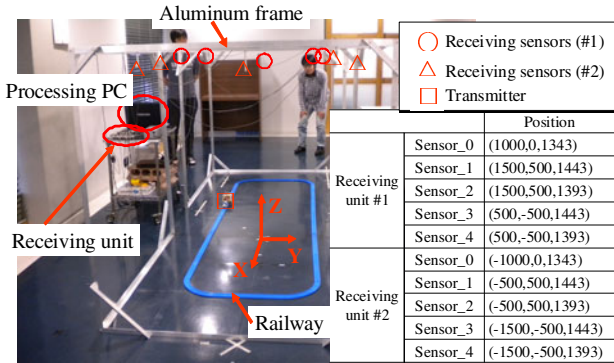 Aluminum frame
Processing PC
Receiving unit
Z
Y
X
Railway
Receiving sensors (#1)
Receiving sensors (#2)
Transmitter
Position
Receiving unit #1
Sensor_0 (1000,0,1343)
Sensor_1 (1500,500,1443)
Sensor_2 (1500,500,1393)
Sensor_3 (500,-500,1443)
Sensor_4 (500,-500,1393)
Receiving unit #2
Sensor_0 (-1000,0,1343)
Sensor_1 (-500,500,1443)
Sensor_2 (-500,500,1393)
Sensor_3 (-1500,-500,1443)
Sensor_4 (-1500,-500,1393)